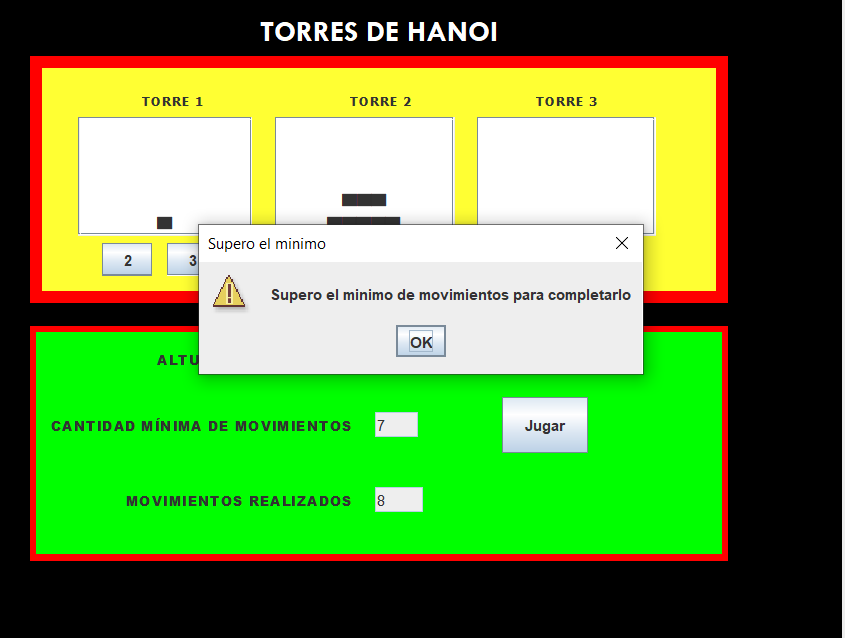 TORRES DE HANOI
TORRE 1
TORRE 2
TORRE 3
2
3
Supero el minimo
Supero el minimo de movimientos para completarlo
OK
ALTU
CANTIDAD MÍNIMA DE MOVIMIENTOS
7
Jugar
MOVIMIENTOS REALIZADOS
8